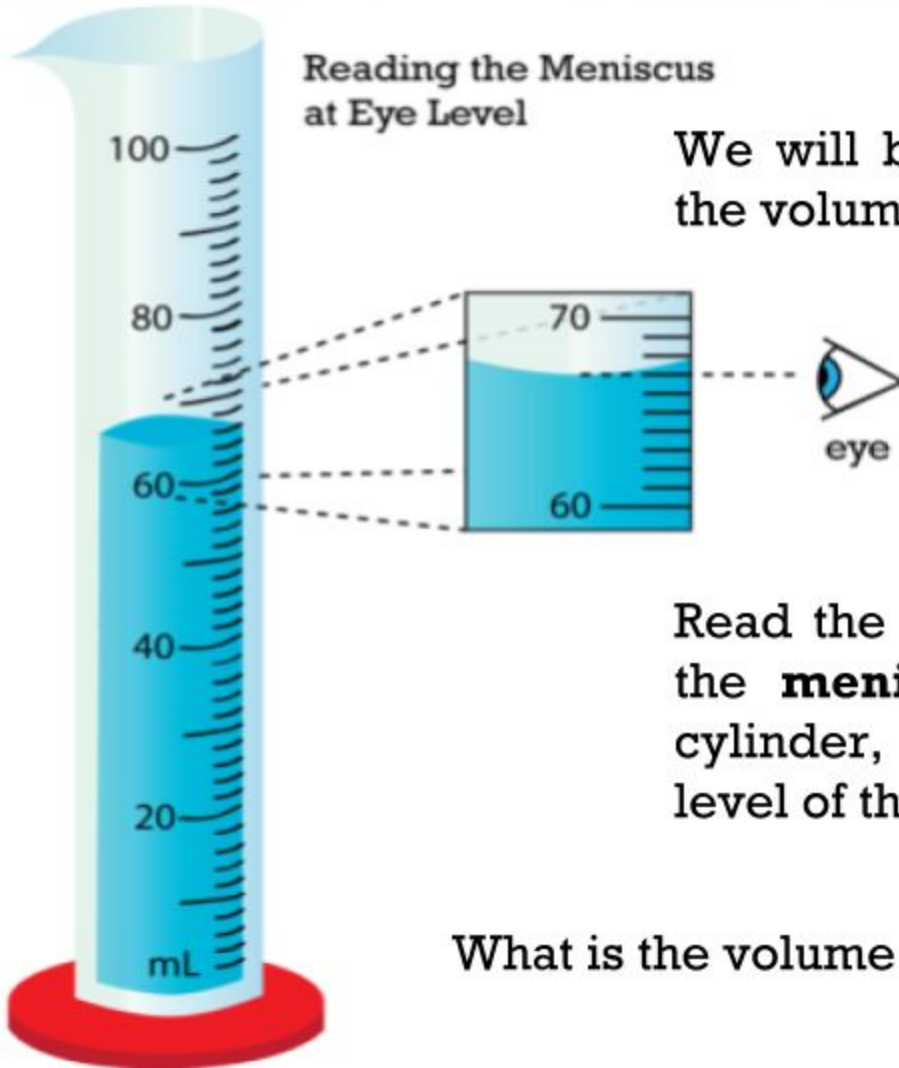 Reading the Meniscus
at Eye Level
We will b
the volum
100
80
60
40
20
mL
70
60
eye
Read the
the meni
cylinder,
level of th
What is the volume